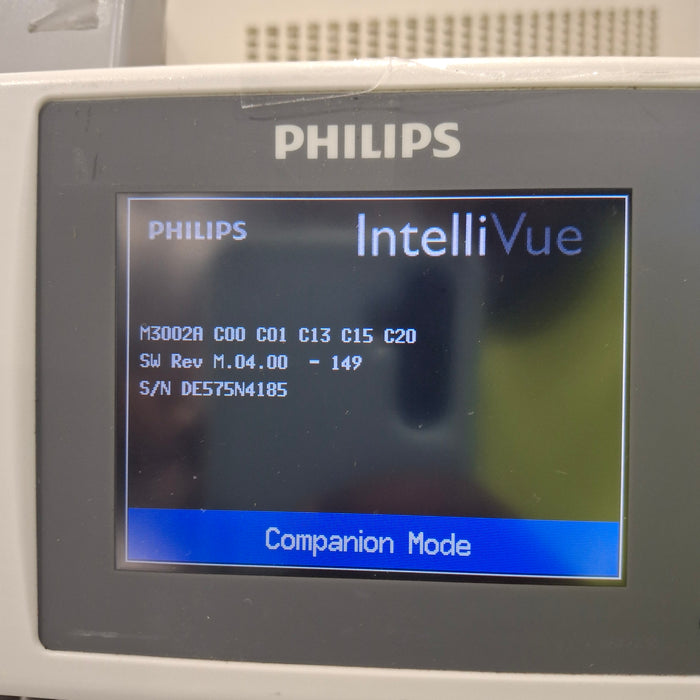 PHILIPS
PHILIPS IntelliVue
M3002A C00 C01 C13 C15 C20
SW Rev M.04.00 - 149
S/N DE575N4185
Companion Mode